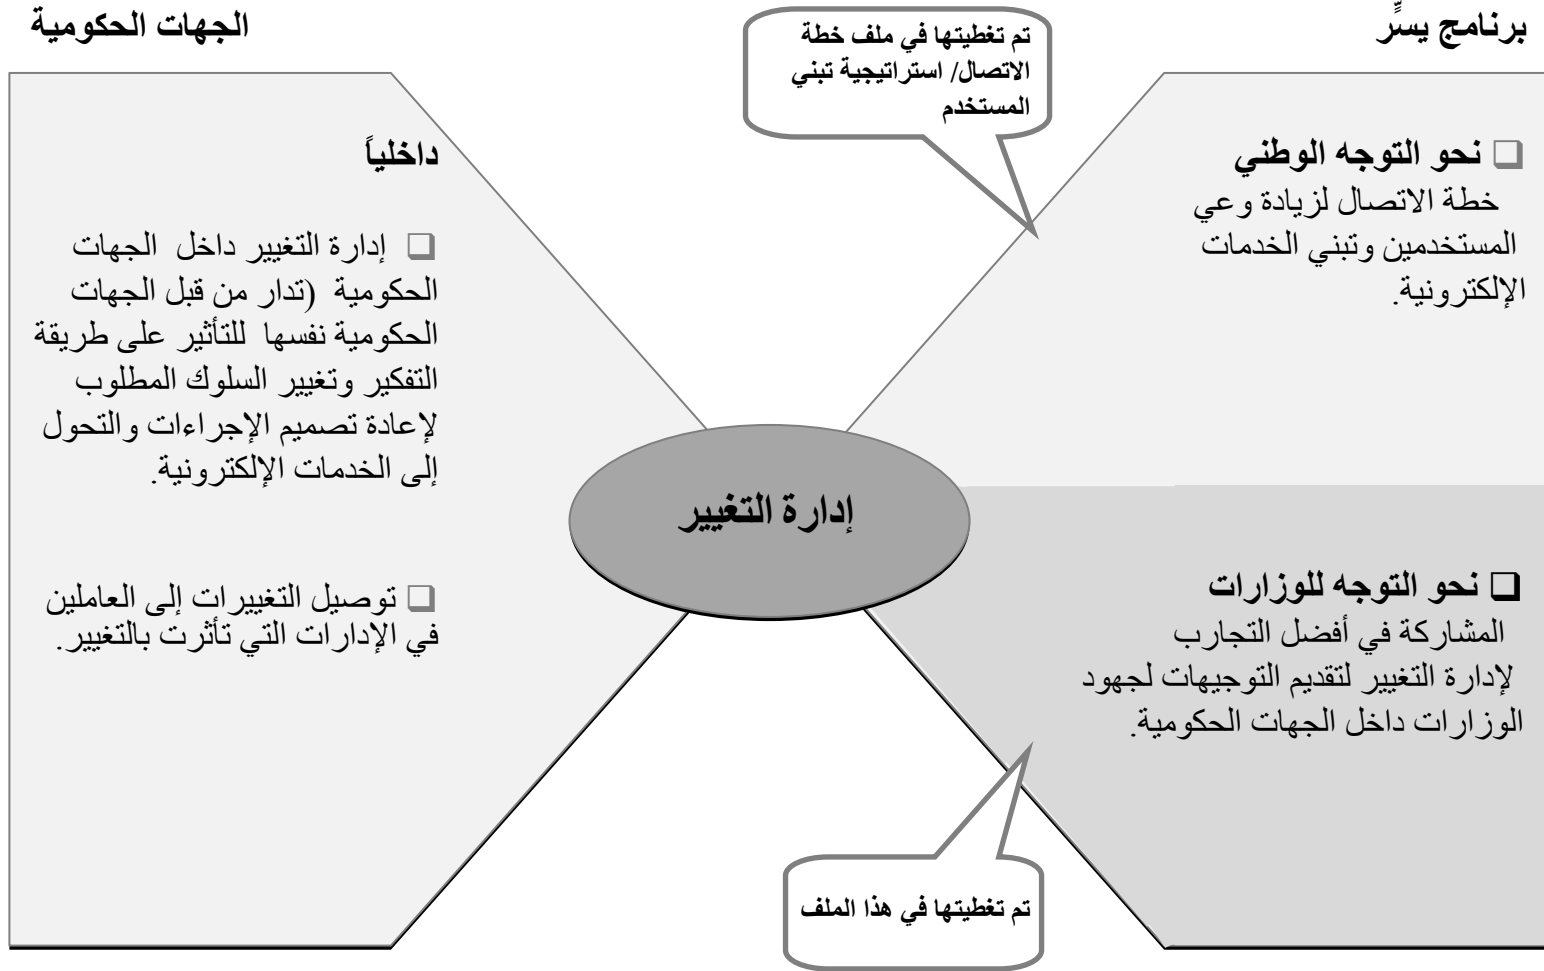 برنامج يسرٍّ
الجهات الحكومية
تم تغطيتها في ملف خطة
الاتصال/ استراتيجية تبني
المستخدم
❑ نحو التوجه الوطني
خطة الاتصال لزيادة وعي
المستخدمين وتبني الخدمات
الإلكترونية.
❑ نحو التوجه للوزارات
المشاركة في أفضل التجارب
لإدارة التغيير لتقديم التوجيهات لجهود
الوزارات داخل الجهات الحكومية.
تم تغطيتها في هذا الملف
إدارة التغيير
داخلياً
❑ إدارة التغيير داخل الجهات
الحكومية (تدار من قبل الجهات
الحكومية نفسها للتأثير على طريقة
التفكير وتغيير السلوك المطلوب
لإعادة تصميم الإجراءات والتحول
إلى الخدمات الإلكترونية.
❑ توصيل التغييرات إلى العاملين
في الإدارات التي تأثرت بالتغيير.